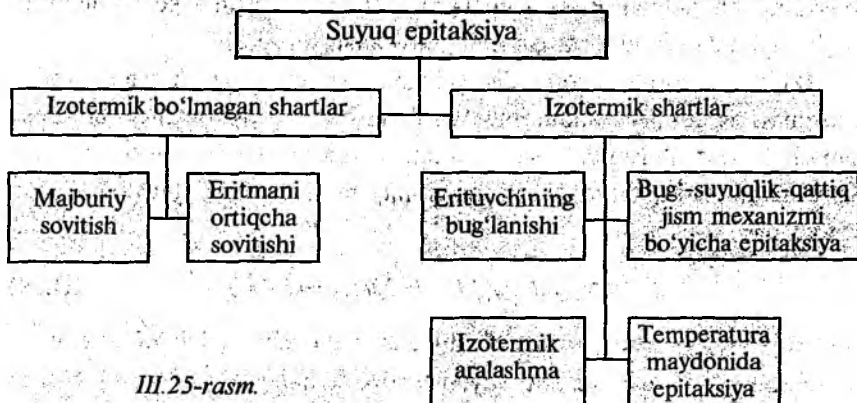 Suyuq epitaksiya
Izotermik bo‘lmagan shartlar
Izotermik shartlar
Majburiy
sovitish
Eritmani
ortiqcha
sovitishi
Erituvchining
bug‘lanishi
Bug‘-suyuqlik-qattiq
jism mexanizmi
bo‘yicha epitaksiya
Izotermik
aralashma
Temperatura
maydonida
epitaksiya
III.25-rasm.